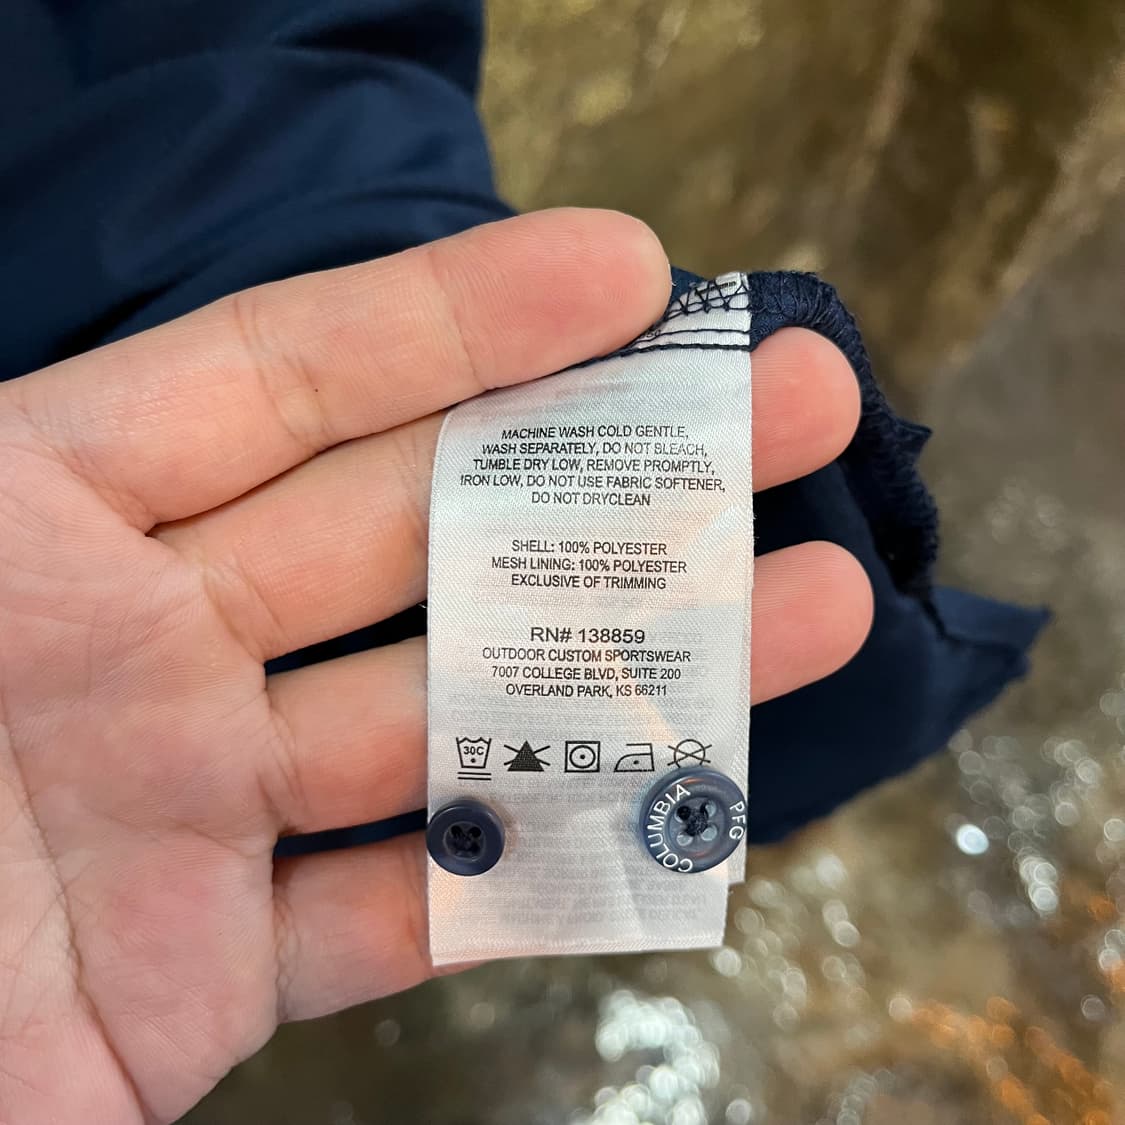 MACHINE WASH COLD GENTLE,
WASH SEPARATELY, DO NOT BLEACH,
TUMBLE DRY LOW, REMOVE PROMPTLY,
IRON LOW, DO NOT USE FABRIC SOFTENER,
DO NOT DRYCLEAN
SHELL: 100% POLYESTER
MESH LINING: 100% POLYESTER
EXCLUSIVE OF TRIMMING
RN# 138859
OUTDOOR CUSTOM SPORTSWEAR
7007 COLLEGE BLVD, SUITE 200
OVERLAND PARK, KS 66211
30C
COLUMBIA
PFG